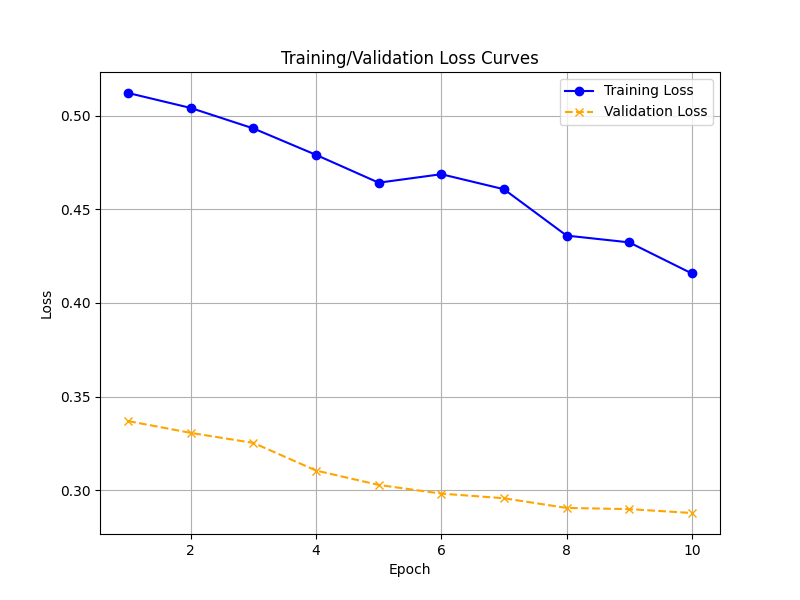 Training/Validation Loss Curves
Training Loss
Validation Loss
0.50
0.45
0.40
0.35
0.30
Loss
2 4 6 8 10
Epoch